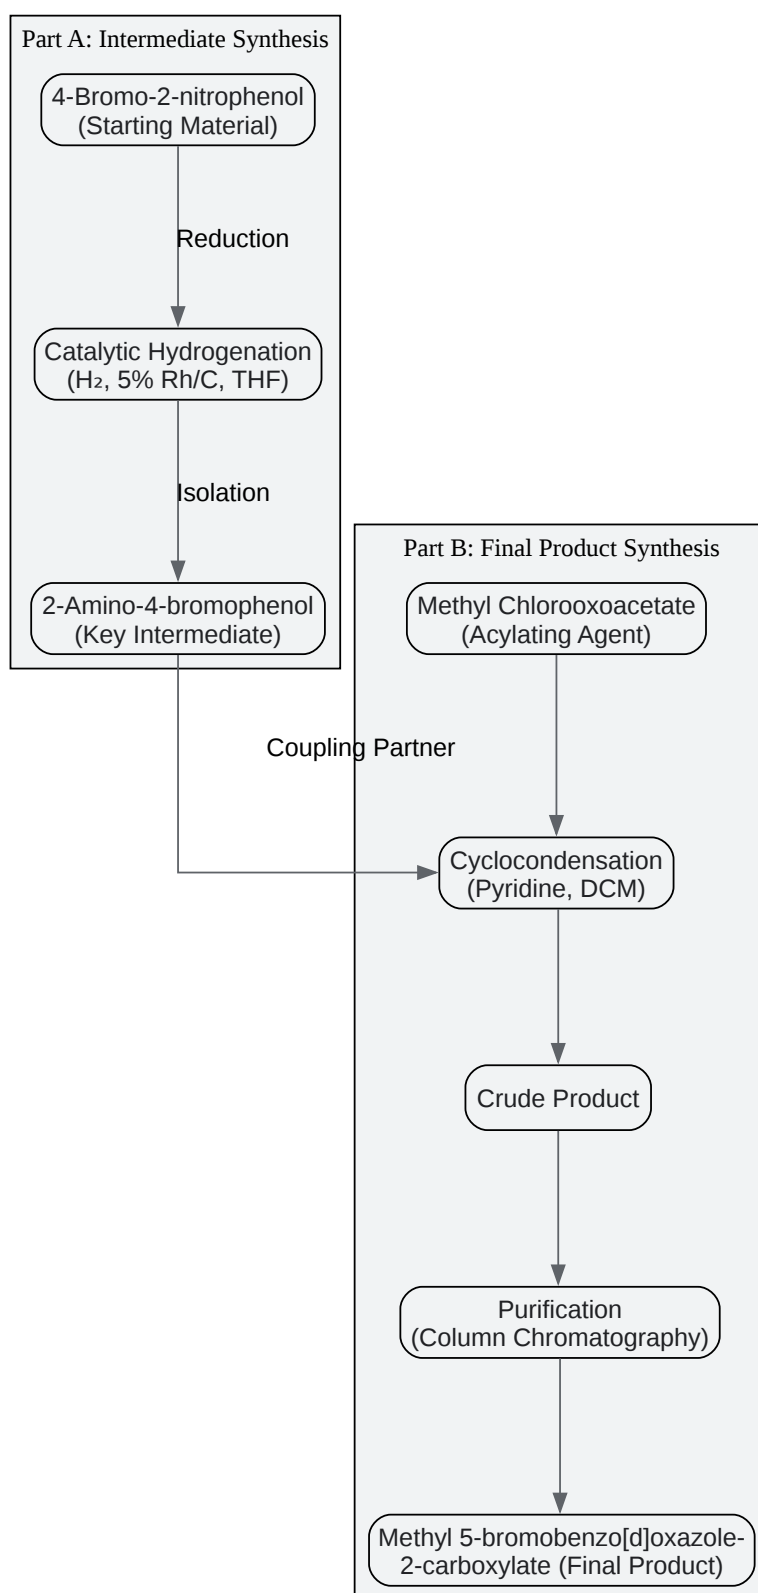 Part A: Intermediate Synthesis
4-Bromo-2-nitrophenol
(Starting Material)
Reduction
Catalytic Hydrogenation
(H₂, 5% Rh/C, THF)
Isolation
2-Amino-4-bromophenol
(Key Intermediate)
Part B: Final Product Synthesis
Methyl Chlorooxoacetate
(Acylating Agent)
Coupling Partner
Cyclocondensation
(Pyridine, DCM)
Crude Product
Purification
(Column Chromatography)
Methyl 5-bromobenzo[d]oxazole-
2-carboxylate (Final Product)